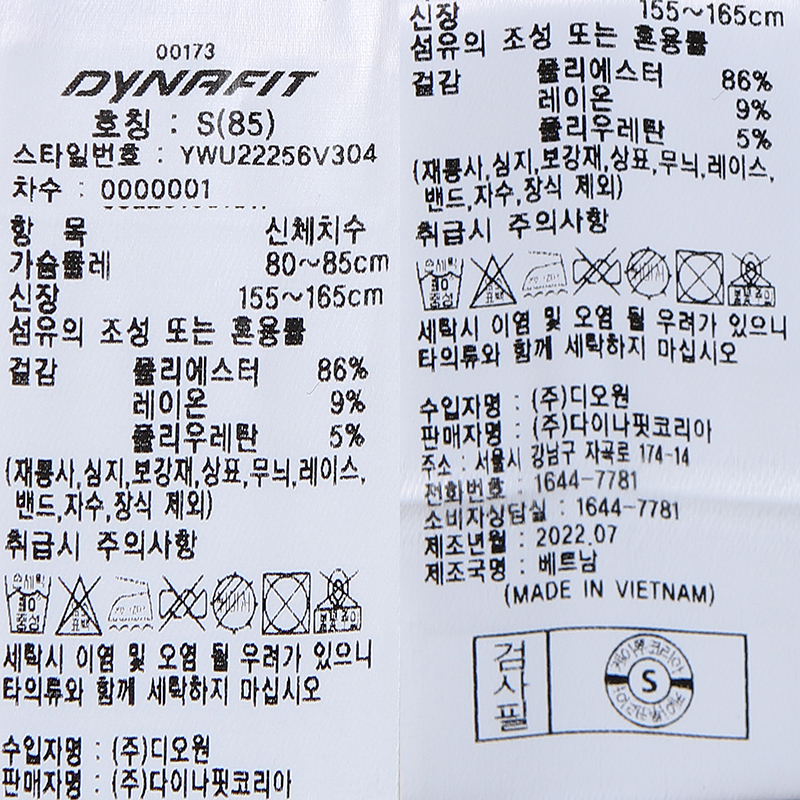 00173
DYNAFIT
호칭 : S(85)
스타일번호 : YWU22256V304
차수 : 0000001
항 목 신체치수
가슴둘레 80~85cm
신장 155~165cm
섬유의 조성 또는 혼용률
겉감 폴리에스터 86%
레이온 9%
폴리우레탄 5%
(재봉사,심지,보강재,상표,무늬,레이스,
밴드,자수,장식 제외)
취급시 주의사항
손세탁
30
중성
세탁시 이염 및 오염 될 우려가 있으니
타의류와 함께 세탁하지 마십시오
수입자명 : (주)디오원
판매자명 : (주)다이나핏코리아
신장 155~165cm
섬유의 조성 또는 혼용률
겉감 폴리에스터 86%
레이온 9%
폴리우레탄 5%
(재봉사,심지,보강재,상표,무늬,레이스,
밴드,자수,장식 제외)
취급시 주의사항
손세탁
30
중성
세탁시 이염 및 오염 될 우려가 있으니
타의류와 함께 세탁하지 마십시오
수입자명 : (주)디오원
판매자명 : (주)다이나핏코리아
주소 : 서울시 강남구 자곡로 174-14
전화번호 : 1644-7781
소비자상담실 : 1644-7781
제조년월 : 2022.07
제조국명 : 베트남
(MADE IN VIETNAM)
검사필
S